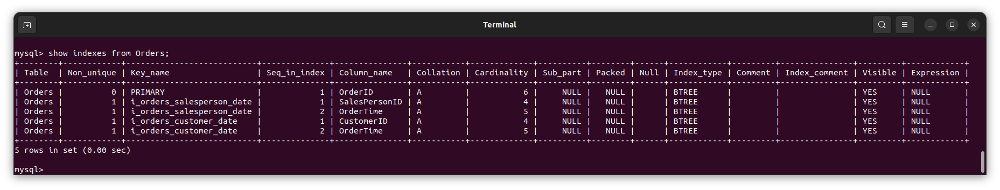 Terminal
mysql> show indexes from Orders;
+--------+------------+----------------------------+--------------+---------------+-----------+-------------+----------+--------+------+------------+---------+---------------+---------+------------+
| Table  | Non_unique | Key_name                   | Seq_in_index | Column_name   | Collation | Cardinality | Sub_part | Packed | Null | Index_type | Comment | Index_comment | Visible | Expression |
+--------+------------+----------------------------+--------------+---------------+-----------+-------------+----------+--------+------+------------+---------+---------------+---------+------------+
| Orders |          0 | PRIMARY                    |            1 | OrderID       | A         |           6 |     NULL |   NULL |      | BTREE      |         |               | YES     | NULL       |
| Orders |          1 | i_orders_salesperson_date  |            1 | SalesPersonID | A         |           4 |     NULL |   NULL |      | BTREE      |         |               | YES     | NULL       |
| Orders |          1 | i_orders_salesperson_date  |            2 | OrderTime     | A         |           5 |     NULL |   NULL |      | BTREE      |         |               | YES     | NULL       |
| Orders |          1 | i_orders_customer_date     |            1 | CustomerID    | A         |           4 |     NULL |   NULL |      | BTREE      |         |               | YES     | NULL       |
| Orders |          1 | i_orders_customer_date     |            2 | OrderTime     | A         |           5 |     NULL |   NULL |      | BTREE      |         |               | YES     | NULL       |
+--------+------------+----------------------------+--------------+---------------+-----------+-------------+----------+--------+------+------------+---------+---------------+---------+------------+
5 rows in set (0.00 sec)
mysql>